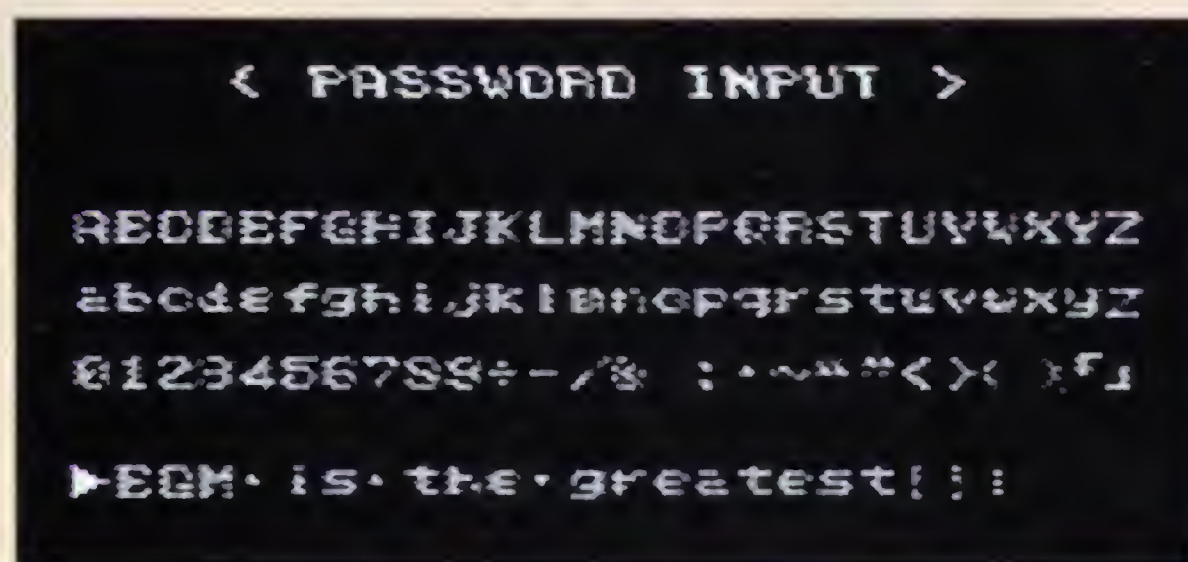 < PASSWORD INPUT >
ABCDEFGHIJKLMNOPQRSTUVWXYZ
abcdefghijklmnopqrstuvwxyz
0123456789÷-/& :·~“”<>( )「」
▶EGM· is· the· greatest!!!